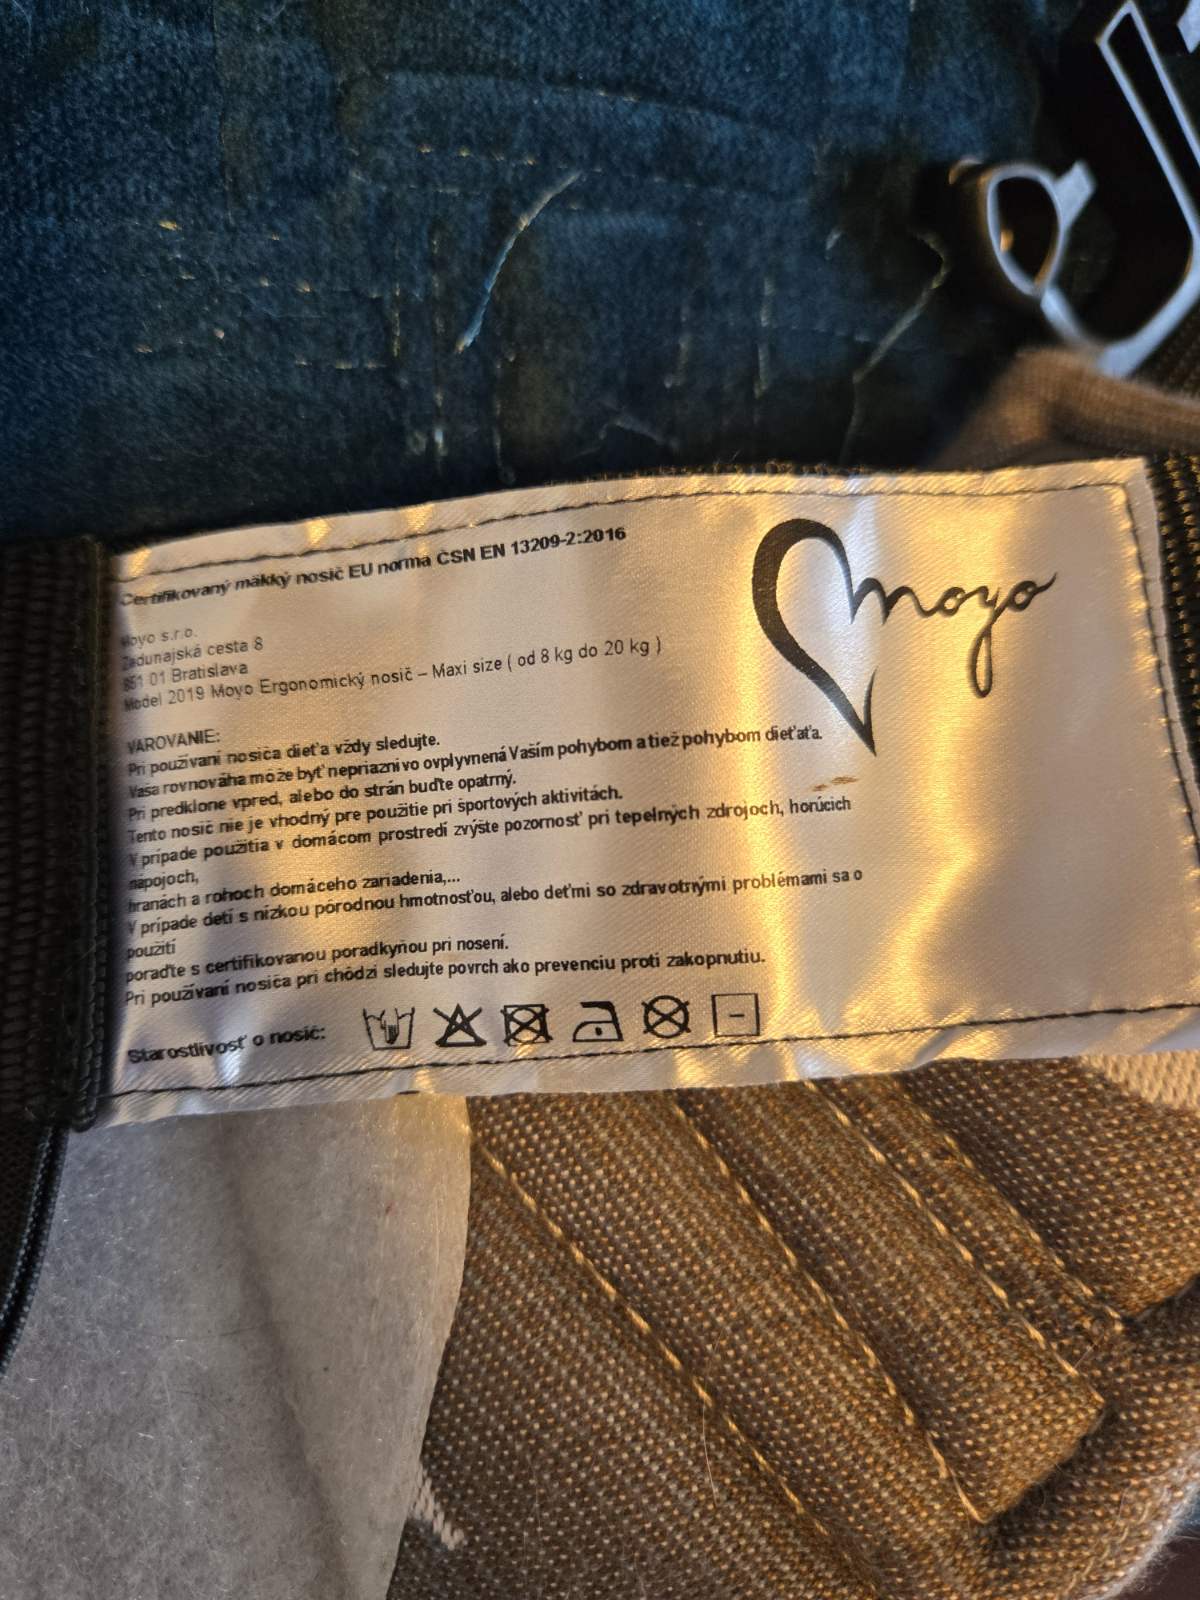 Certifikovaný mäkký nosič EU norma ČSN EN 13209-2:2016
moyo
Moyo s.r.o.
Zadunajská cesta 8
851 01 Bratislava
Model 2019 Moyo Ergonomický nosič – Maxi size ( od 8 kg do 20 kg )
VAROVANIE:
Pri používaní nosiča dieťa vždy sledujte.
Vaša rovnováha môže byť nepriaznivo ovplyvnená Vaším pohybom a tiež pohybom dieťaťa.
Pri predklone vpred, alebo do strán buďte opatrný.
Tento nosič nie je vhodný pre použitie pri športových aktivitách.
V prípade použitia v domácom prostredí zvýšte pozornosť pri tepelných zdrojoch, horúcich
nápojoch,
hranách a rohoch domáceho zariadenia,...
V prípade detí s nízkou pôrodnou hmotnosťou, alebo deťmi so zdravotnými problémami sa o
použití
poraďte s certifikovanou poradkyňou pri nosení.
Pri používaní nosiča pri chôdzi sledujte povrch ako prevenciu proti zakopnutiu.
Starostlivosť o nosič: